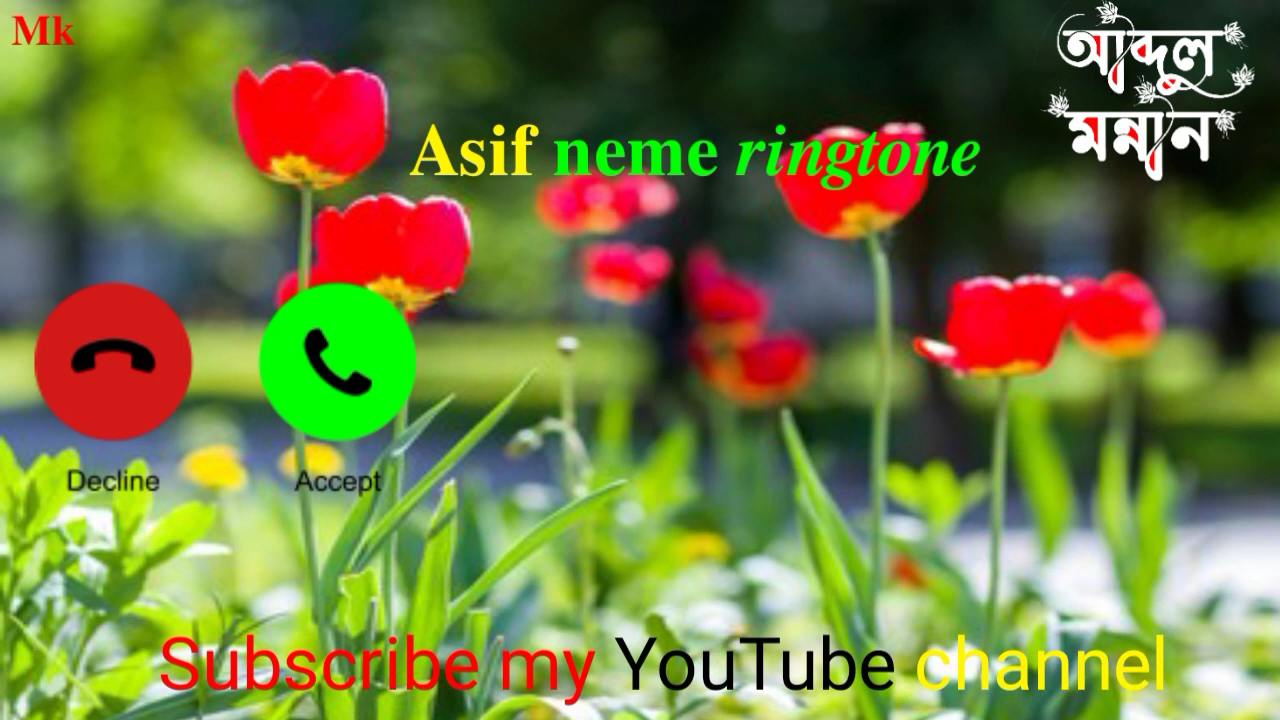 Mk
আব্দুল
মন্নান
Asif neme ringtone
Decline
Accept
Subscribe my YouTube channel